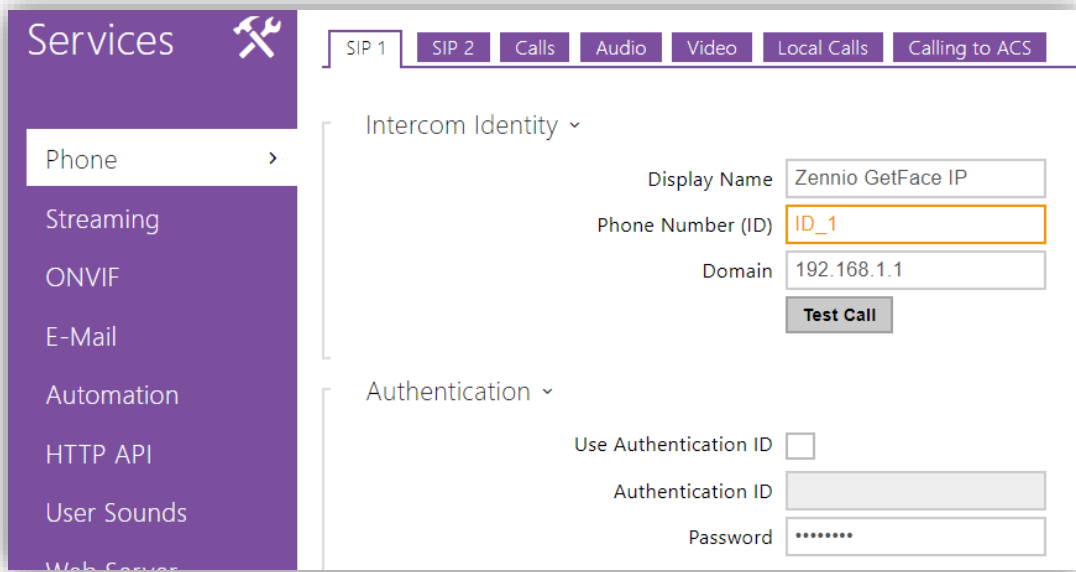 Services
SIP 1 SIP 2 Calls Audio Video Local Calls Calling to ACS
Phone
Streaming
ONVIF
E-Mail
Automation
HTTP API
User Sounds
Web Server
Intercom Identity
Display Name Zennio GetFace IP
Phone Number (ID) ID_1
Domain 192.168.1.1
Test Call
Authentication
Use Authentication ID
Authentication ID
Password ••••••••